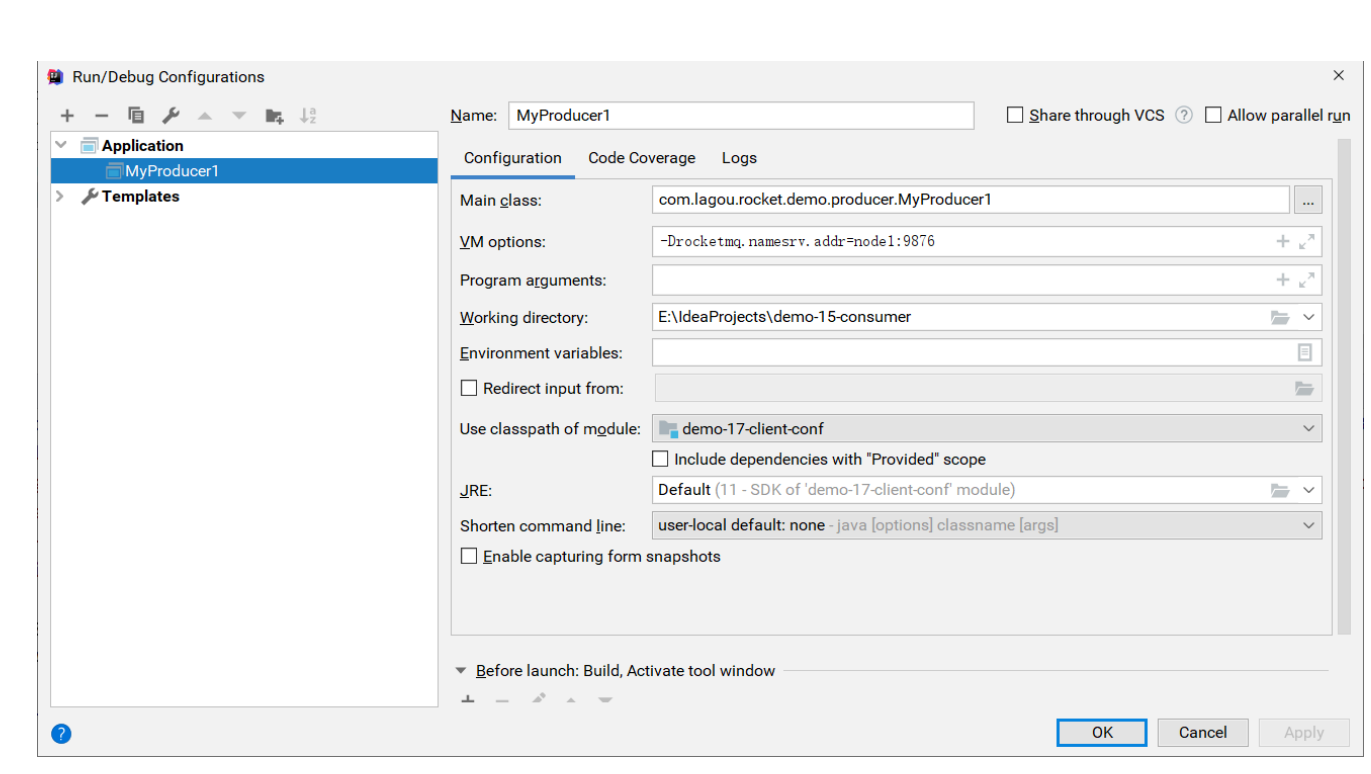 Run/Debug Configurations
Name: MyProducer1 Share through VCS ? Allow parallel run
Application
MyProducer1
Templates
Configuration Code Coverage Logs
Main class: com.lagou.rocket.demo.producer.MyProducer1 ...
VM options: -Drocketmq.namesrv.addr=node1:9876
Program arguments:
Working directory: E:\IdeaProjects\demo-15-consumer
Environment variables:
Redirect input from:
Use classpath of module: demo-17-client-conf
Include dependencies with "Provided" scope
JRE: Default (11 - SDK of 'demo-17-client-conf' module)
Shorten command line: user-local default: none - java [options] classname [args]
Enable capturing form snapshots
Before launch: Build, Activate tool window
? OK Cancel Apply